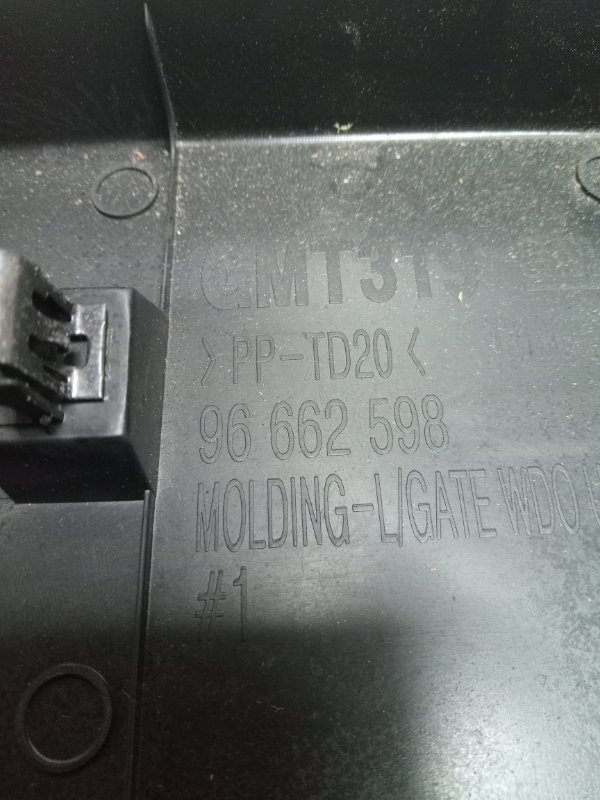 GMT319
>PP-TD20<
96 662 598
MOLDING-L/GATE WDO
#1